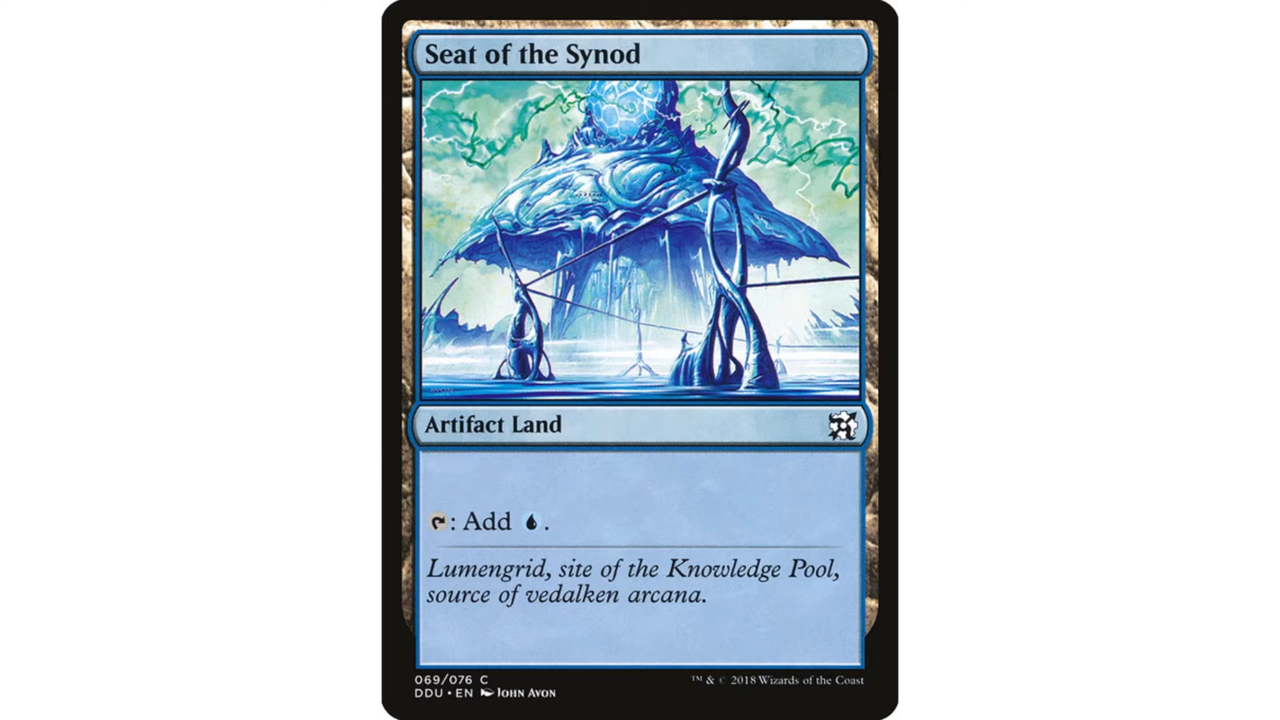 Seat of the Synod
Artifact Land
: Add .
Lumengrid, site of the Knowledge Pool,
source of vedalken arcana.
069/076 C
DDU • EN John Avon
™ & © 2018 Wizards of the Coast